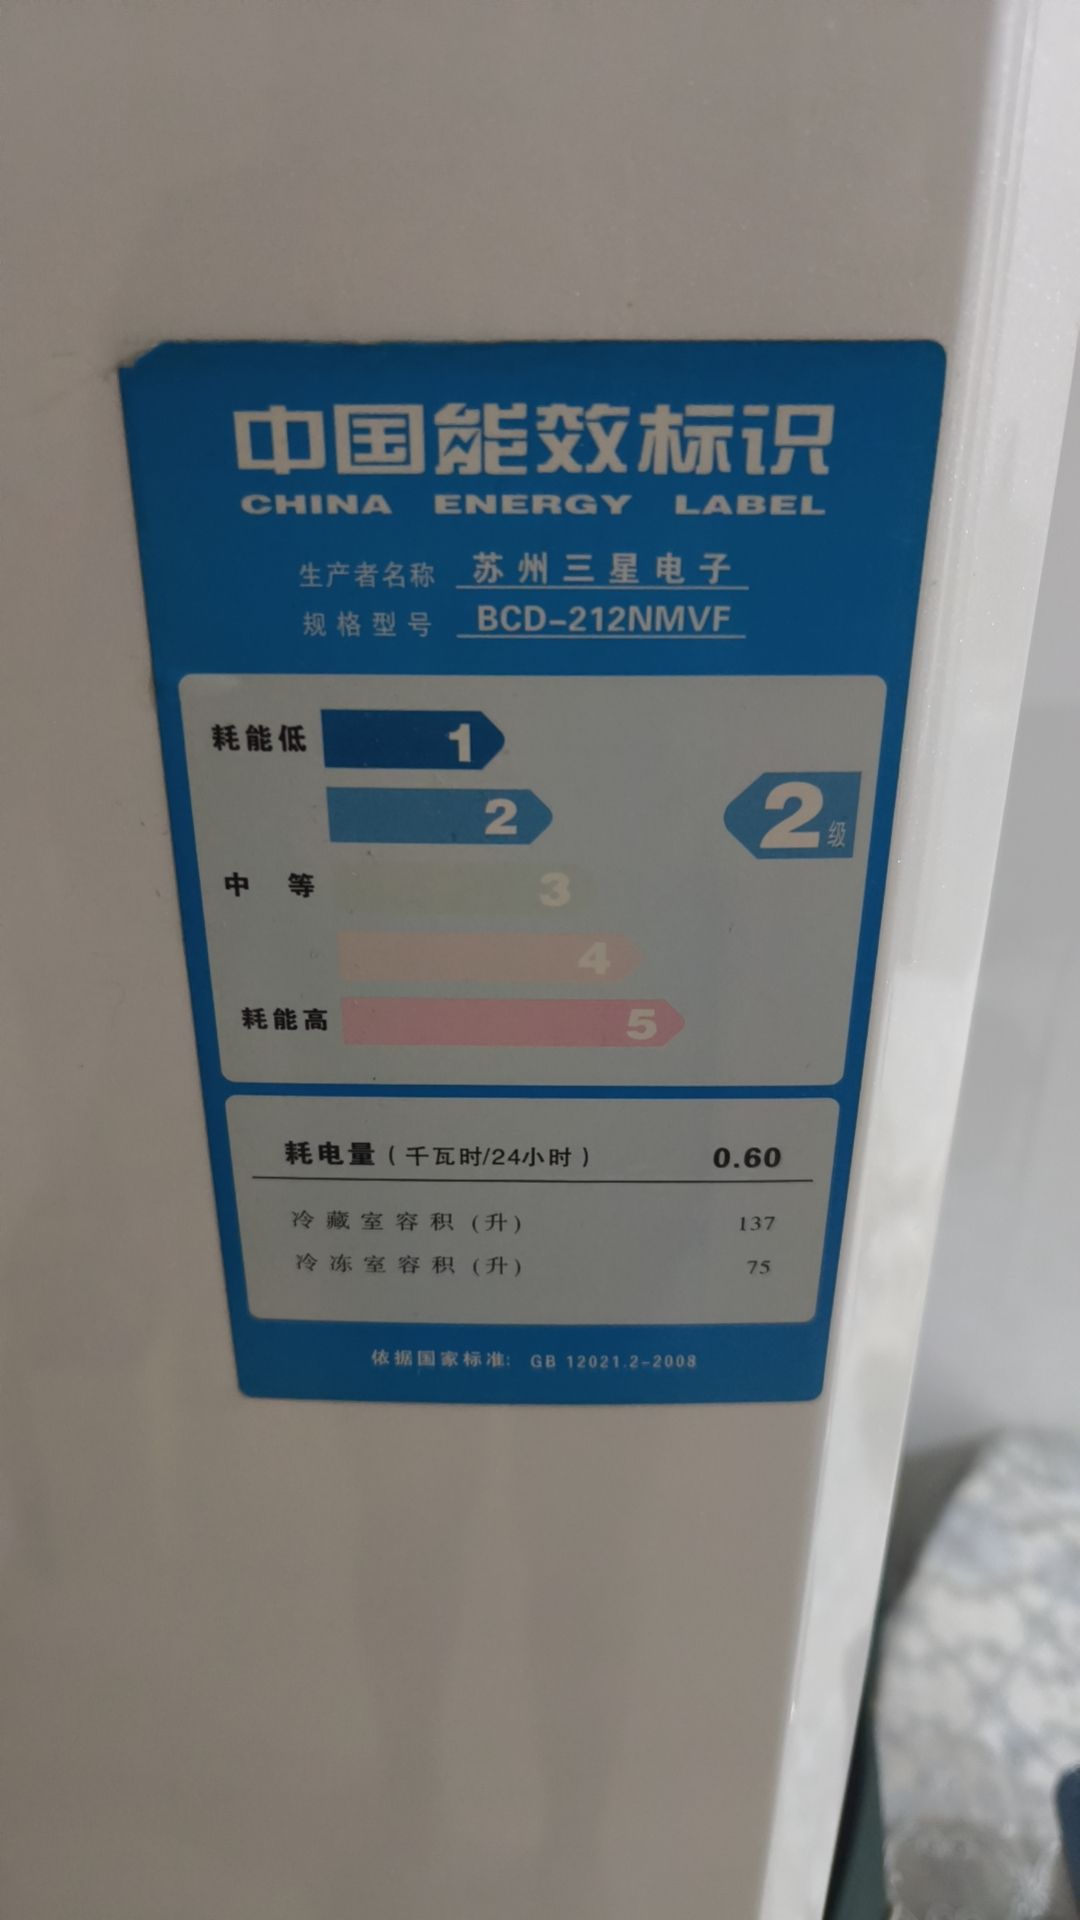 中国能效标识
CHINA ENERGY LABEL
生产者名称 苏州三星电子
规格型号 BCD-212NMVF
耗能低 1
2 2级
中等 3
4
耗能高 5
耗电量(千瓦时/24小时) 0.60
冷藏室容积(升) 137
冷冻室容积(升) 75
依据国家标准: GB 12021.2-2008